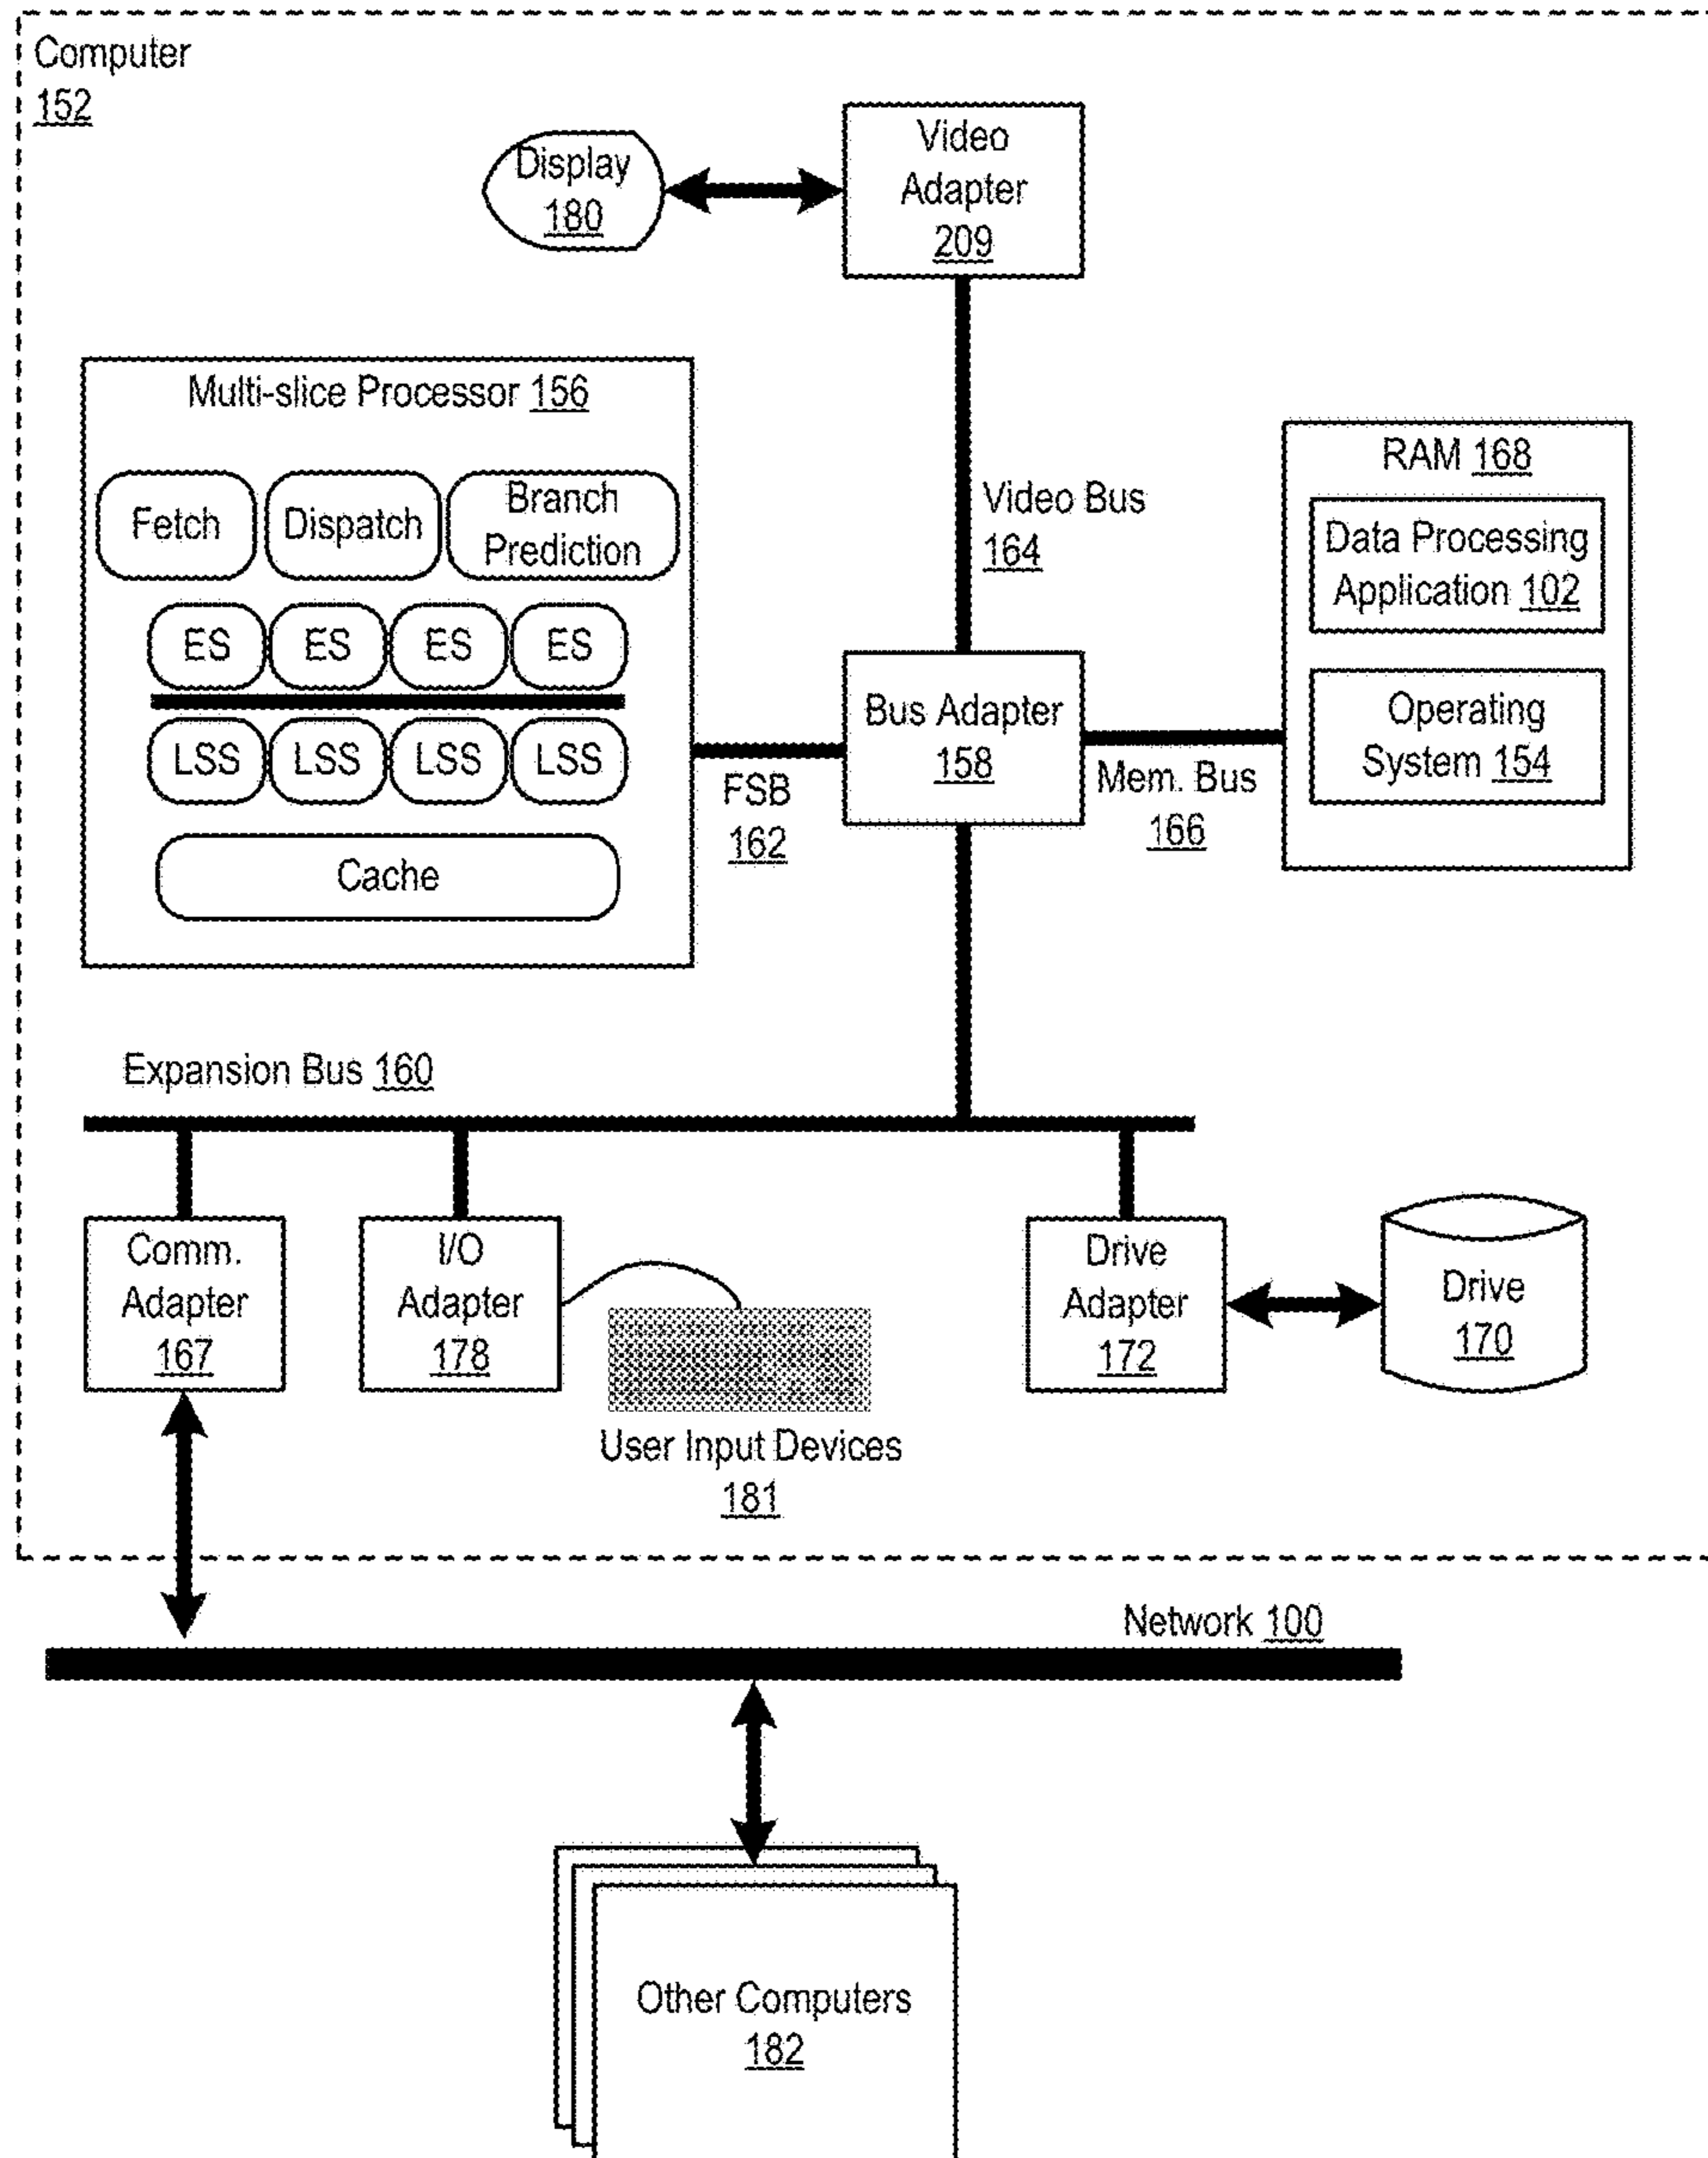 Computer
152
Display
180
Video
Adapter
209
Multi-slice Processor 156
Fetch
Dispatch
Branch
Prediction
ES
ES
ES
ES
LSS
LSS
LSS
LSS
Cache
Video Bus
164
RAM 168
Data Processing
Application 102
Operating
System 154
Bus Adapter
158
FSB
162
Mem. Bus
166
Expansion Bus 160
Comm.
Adapter
167
I/O
Adapter
178
User Input Devices
181
Drive
Adapter
172
Drive
170
Network 100
Other Computers
182